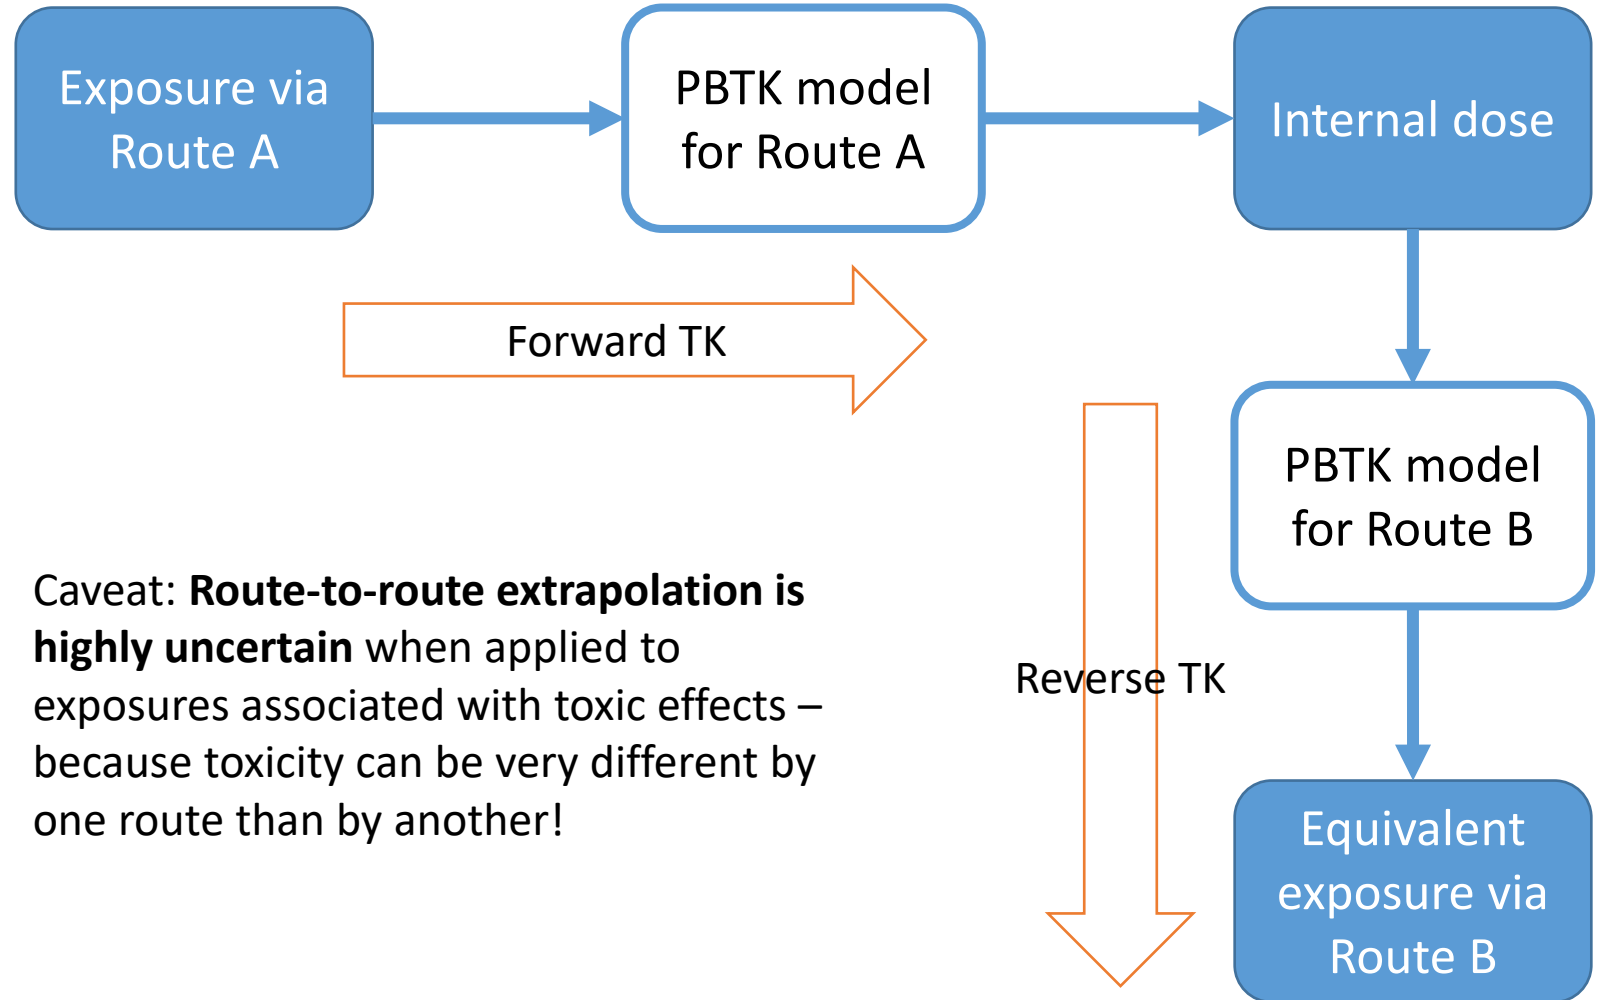 Exposure via
Route A
PBTK model
for Route A
Internal dose
Forward TK
PBTK model
for Route B
Caveat: Route-to-route extrapolation is
highly uncertain when applied to
exposures associated with toxic effects –
because toxicity can be very different by
one route than by another!
Reverse TK
Equivalent
exposure via
Route B